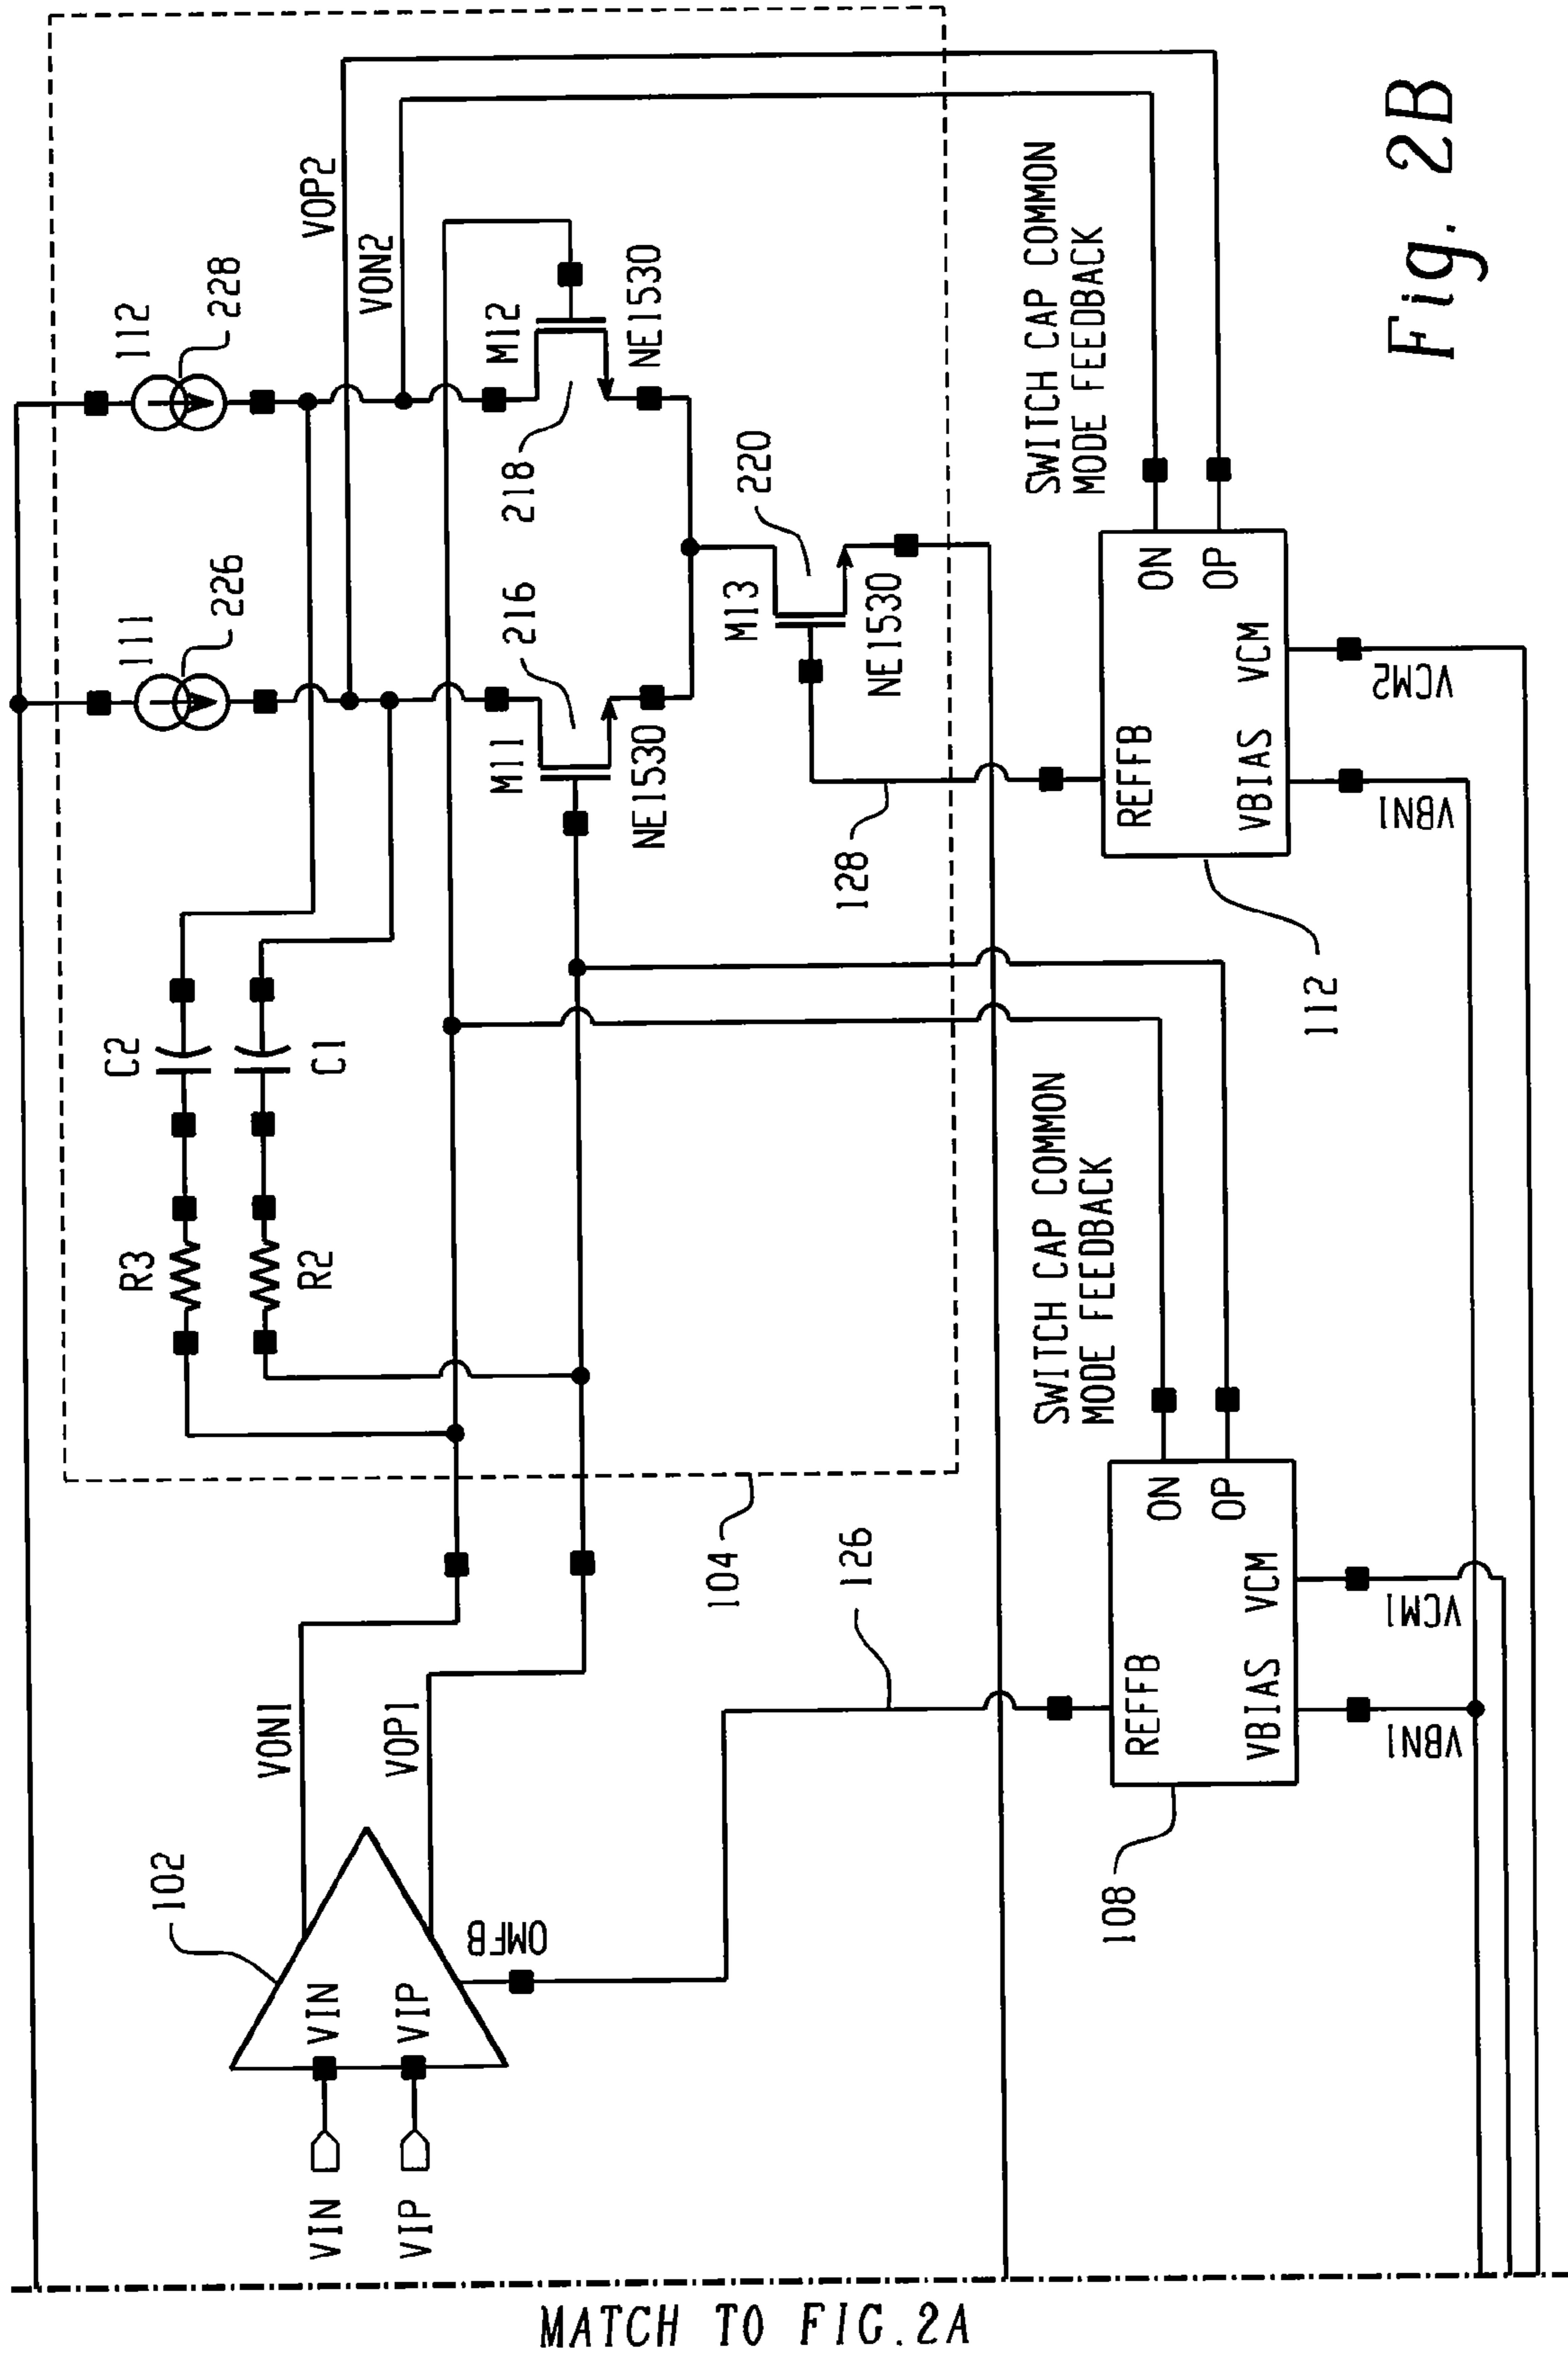 Fig. 2B
MATCH TO FIG.2A
VIN
VIP
VIN
VIP
102
OMFB
VON1
VOP1
104
126
R3
R2
C2
C1
111
226
112
228
VOP2
VON2
M11
216
NE1530
M12
218
NE1530
M13
220
NE1530
128
SWITCH CAP COMMON
MODE FEEDBACK
108
REFFB
ON
OP
VBIAS
VCM
VBN1
VCM1
SWITCH CAP COMMON
MODE FEEDBACK
112
REFFB
ON
OP
VBIAS
VCM
VBN1
VCM2